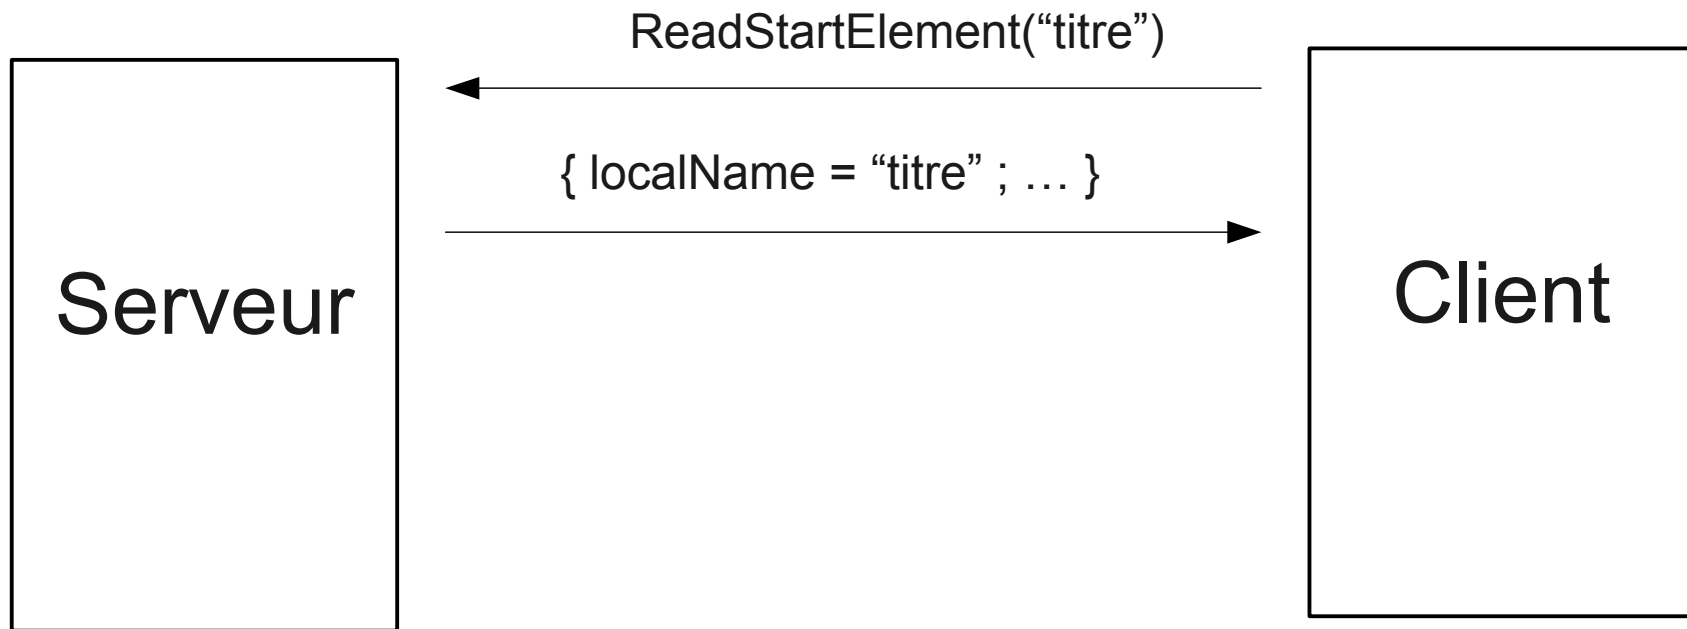 ReadStartElement(“titre”)
{ localName = “titre” ; … }
Serveur
Client